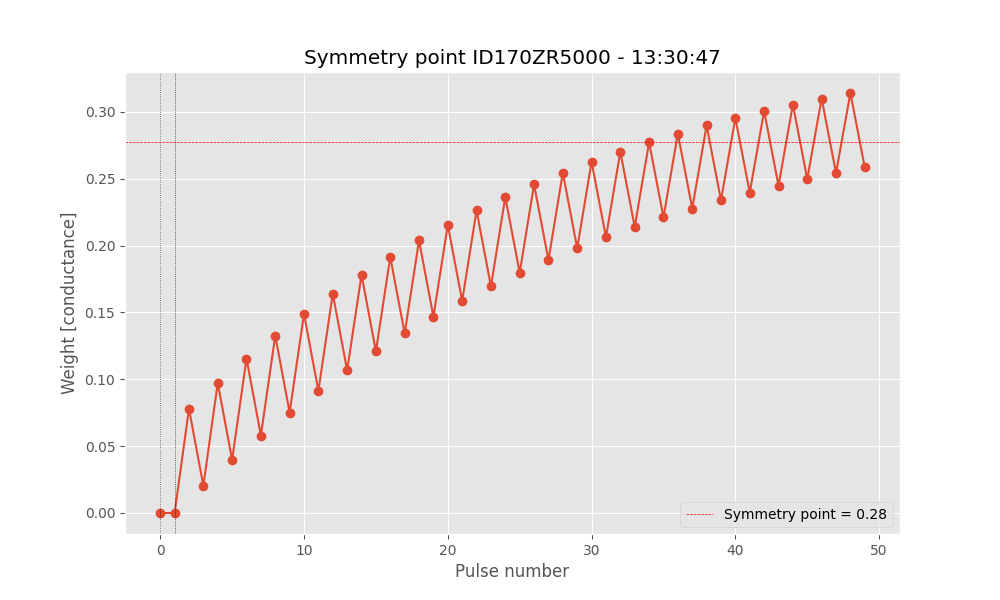 Symmetry point ID170ZR5000 - 13:30:47
Weight [conductance]
0.30
0.25
0.20
0.15
0.10
0.05
0.00
Symmetry point = 0.28
0 10 20 30 40 50
Pulse number